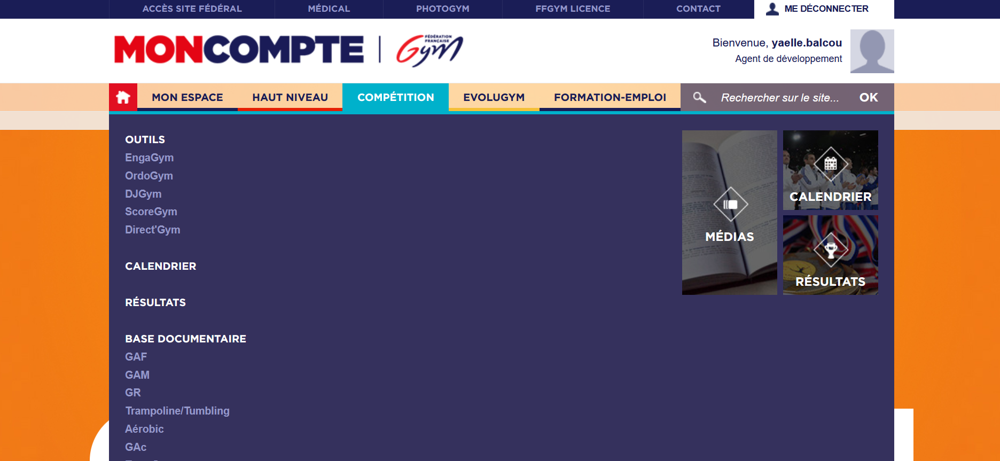 ACCÈS SITE FÉDÉRAL
MÉDICAL
PHOTOGYM
FFGYM LICENCE
CONTACT
ME DÉCONNECTER
MONCOMPTE
FÉDÉRATION
FRANÇAISE
Gym
Bienvenue, yaelle.balcou
Agent de développement
MON ESPACE
HAUT NIVEAU
COMPÉTITION
EVOLUGYM
FORMATION-EMPLOI
Rechercher sur le site...
OK
OUTILS
EngaGym
OrdoGym
DJGym
ScoreGym
Direct'Gym
CALENDRIER
RÉSULTATS
BASE DOCUMENTAIRE
GAF
GAM
GR
Trampoline/Tumbling
Aérobic
GAc
MÉDIAS
CALENDRIER
RÉSULTATS